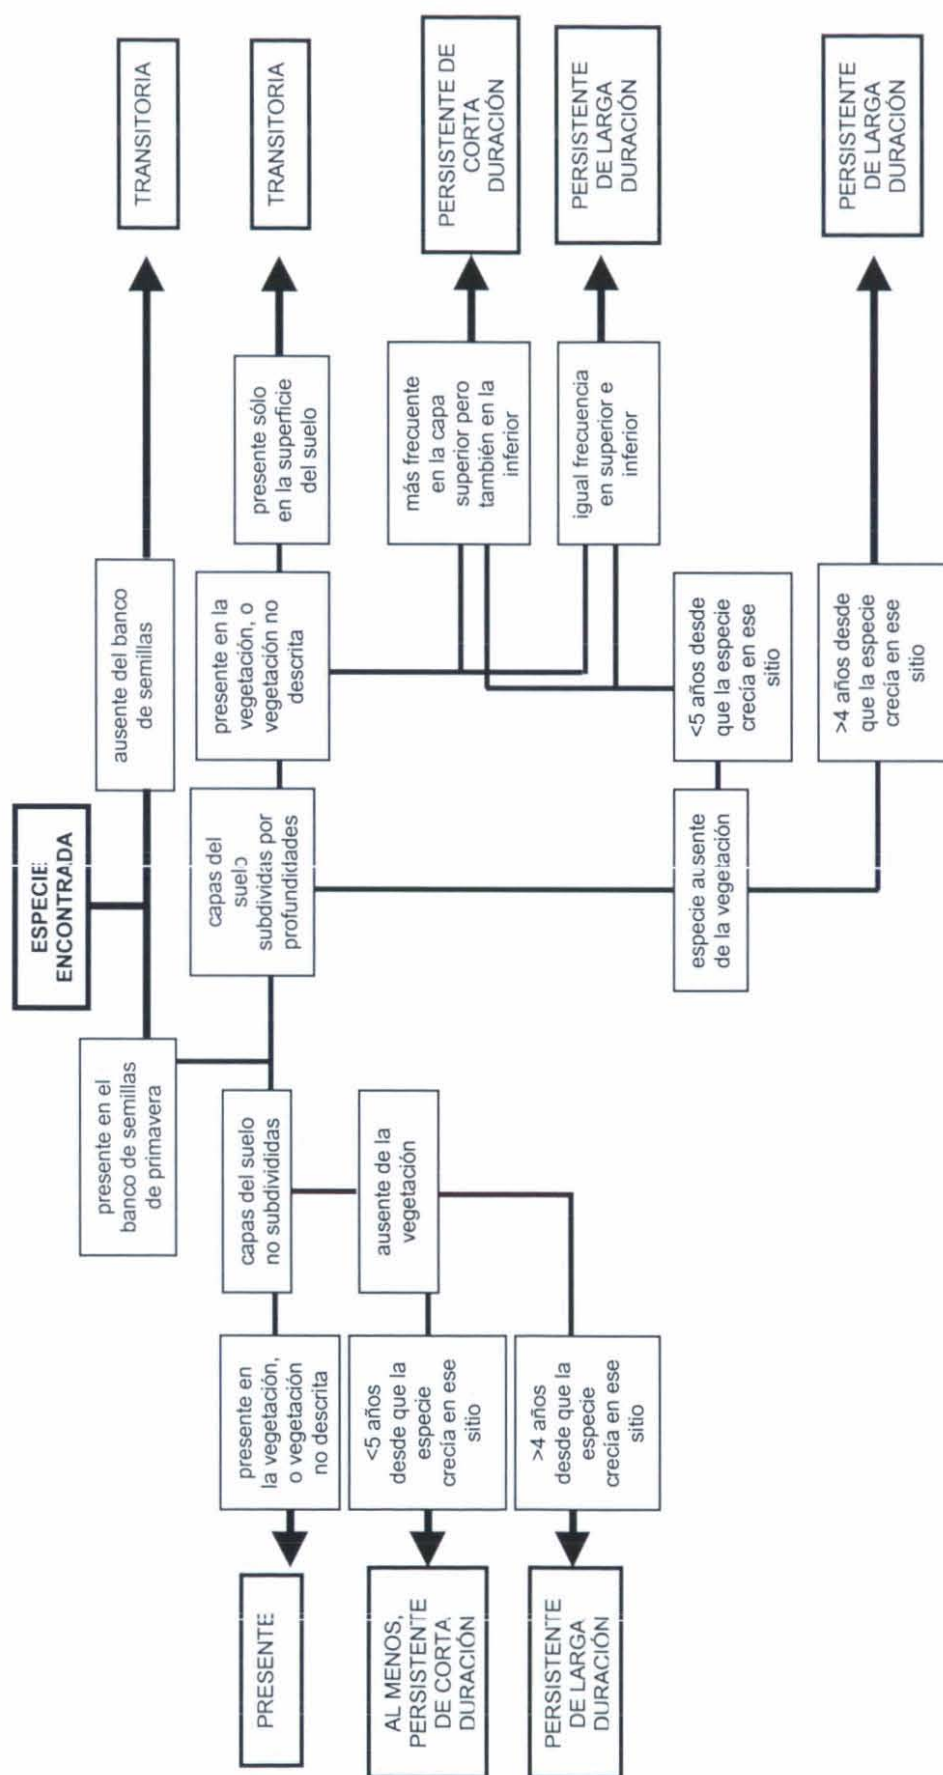 ESPECIE
ENCONTRADA
presente en el
banco de semillas
de primavera
ausente del banco
de semillas
TRANSITORIA
capas del suelo
no subdivididas
capas del
suelo
subdivididas por
profundidades
presente en la
vegetación, o
vegetación no
descrita
presente sólo
en la superficie
del suelo
TRANSITORIA
PRESENTE
presente en
la vegetación,
o vegetación
no descrita
ausente de la
vegetación
más frecuente
en la capa
superior pero
también en la
inferior
PERSISTENTE DE
CORTA
DURACIÓN
AL MENOS,
PERSISTENTE
DE CORTA
DURACIÓN
<5 años
desde que la
especie
crecía en ese
sitio
igual frecuencia
en superior e
inferior
PERSISTENTE
DE LARGA
DURACIÓN
PERSISTENTE
DE LARGA
DURACIÓN
>4 años
desde que la
especie
crecía en ese
sitio
especie ausente
de la vegetación
<5 años desde
que la especie
crecía en ese
sitio
>4 años desde
que la especie
crecía en ese
sitio
PERSISTENTE
DE LARGA
DURACIÓN